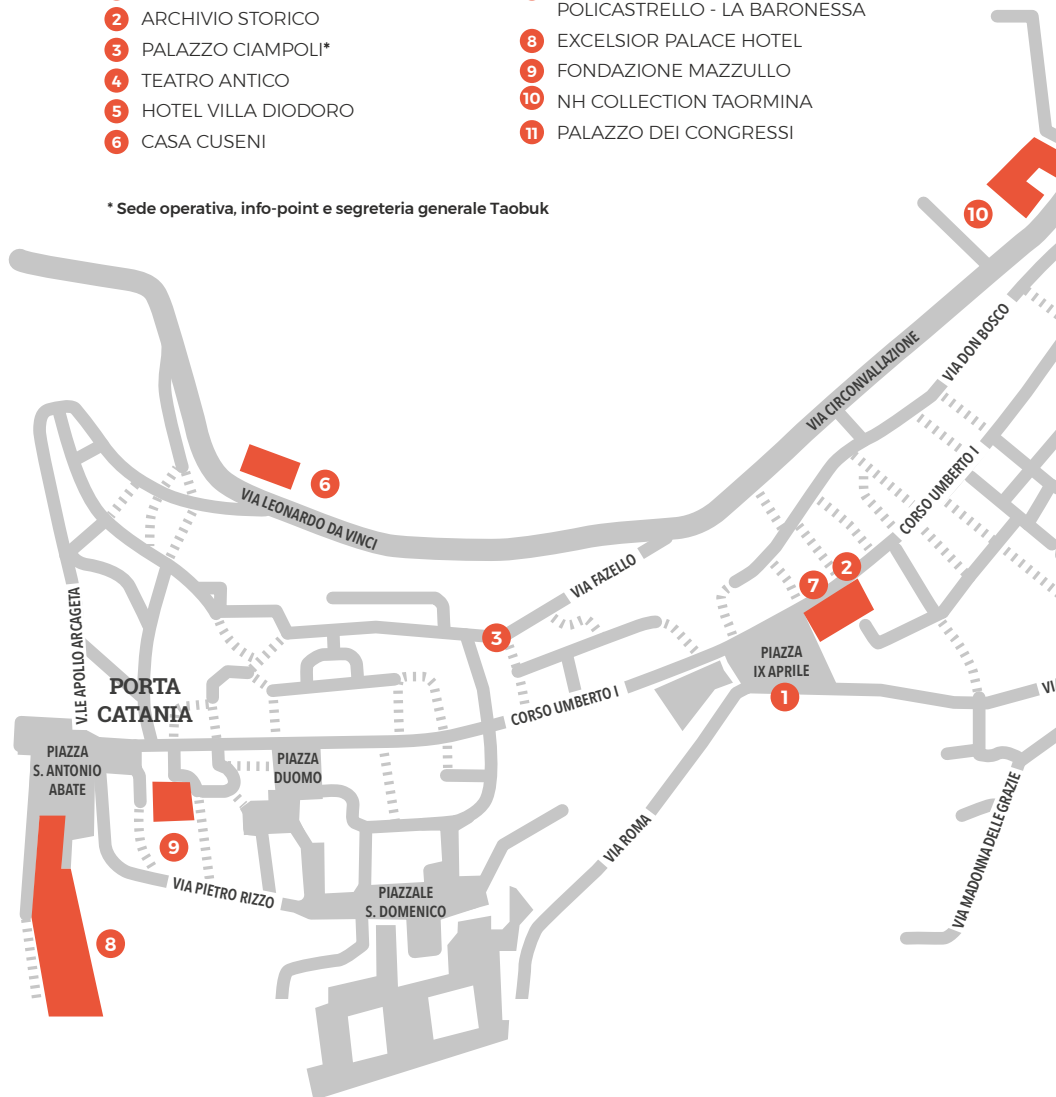 2 ARCHIVIO STORICO
3 PALAZZO CIAMPOLI*
4 TEATRO ANTICO
5 HOTEL VILLA DIODORO
6 CASA CUSENI
POLICASTRELLO - LA BARONESSA
8 EXCELSIOR PALACE HOTEL
9 FONDAZIONE MAZZULLO
10 NH COLLECTION TAORMINA
11 PALAZZO DEI CONGRESSI
* Sede operativa, info-point e segreteria generale Taobuk
10
VIA DON BOSCO
VIA CIRCONVALLAZIONE
CORSO UMBERTO I
6
VIA LEONARDO DA VINCI
VIA FAZELLO
2
7
3
V.LE APOLLO ARCAGETA
PORTA
CATANIA
PIAZZA
IX APRILE
1
CORSO UMBERTO I
PIAZZA
S. ANTONIO
ABATE
PIAZZA
DUOMO
9
VIA PIETRO RIZZO
PIAZZALE
S. DOMENICO
VIA ROMA
VIA MADONNA DELLE GRAZIE
8